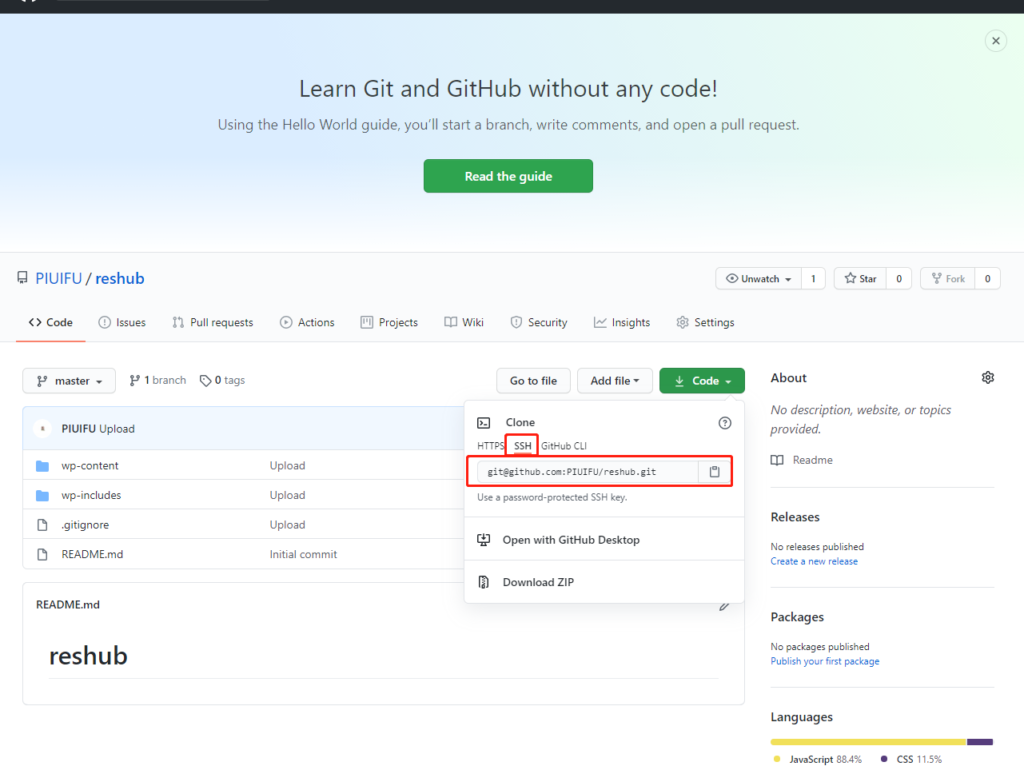 Learn Git and GitHub without any code!
Using the Hello World guide, you'll start a branch, write comments, and open a pull request.
Read the guide
PIUIFU / reshub
Unwatch 1
Star 0
Fork 0
Code
Issues
Pull requests
Actions
Projects
Wiki
Security
Insights
Settings
master
1 branch
0 tags
Go to file
Add file
Code
PIUIFU Upload
wp-content Upload
wp-includes Upload
.gitignore Upload
README.md Initial commit
Clone
HTTPS SSH GitHub CLI
git@github.com:PIUIFU/reshub.git
Use a password-protected SSH key.
Open with GitHub Desktop
Download ZIP
README.md
reshub
About
No description, website, or topics
provided.
Readme
Releases
No releases published
Create a new release
Packages
No packages published
Publish your first package
Languages
JavaScript 88.4% CSS 11.5%